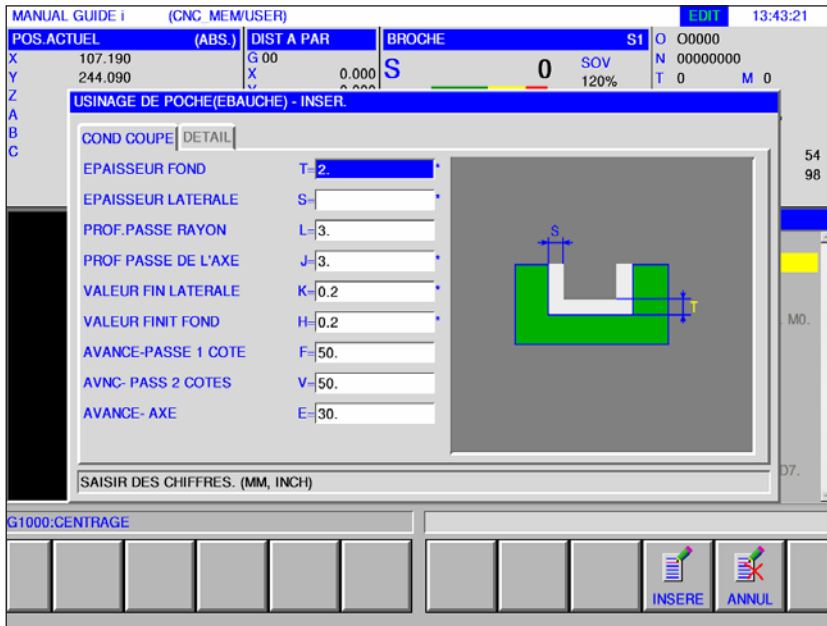 MANUAL GUIDE i (CNC_MEM/USER) EDIT 13:43:21
POS.ACTUEL (ABS.) DIST A PAR BROCHE S1 O O0000
X 107.190 G 00 N 00000000
Y 244.090 X 0.000 S 0 SOV 120% T 0 M 0
Z
A
B
C
54
98
USINAGE DE POCHE(EBAUCHE) - INSER.
COND COUPE DETAIL
EPAISSEUR FOND T=2. *
EPAISSEUR LATERALE S= *
PROF.PASSE RAYON L=3.
PROF PASSE DE L'AXE J=3. *
VALEUR FIN LATERALE K=0.2 *
VALEUR FINIT FOND H=0.2 *
AVANCE-PASSE 1 COTE F=50.
AVNC- PASS 2 COTES V=50.
AVANCE- AXE E=30.
S
T
M0.
D7.
SAISIR DES CHIFFRES. (MM, INCH)
G1000:CENTRAGE
INSERE ANNUL